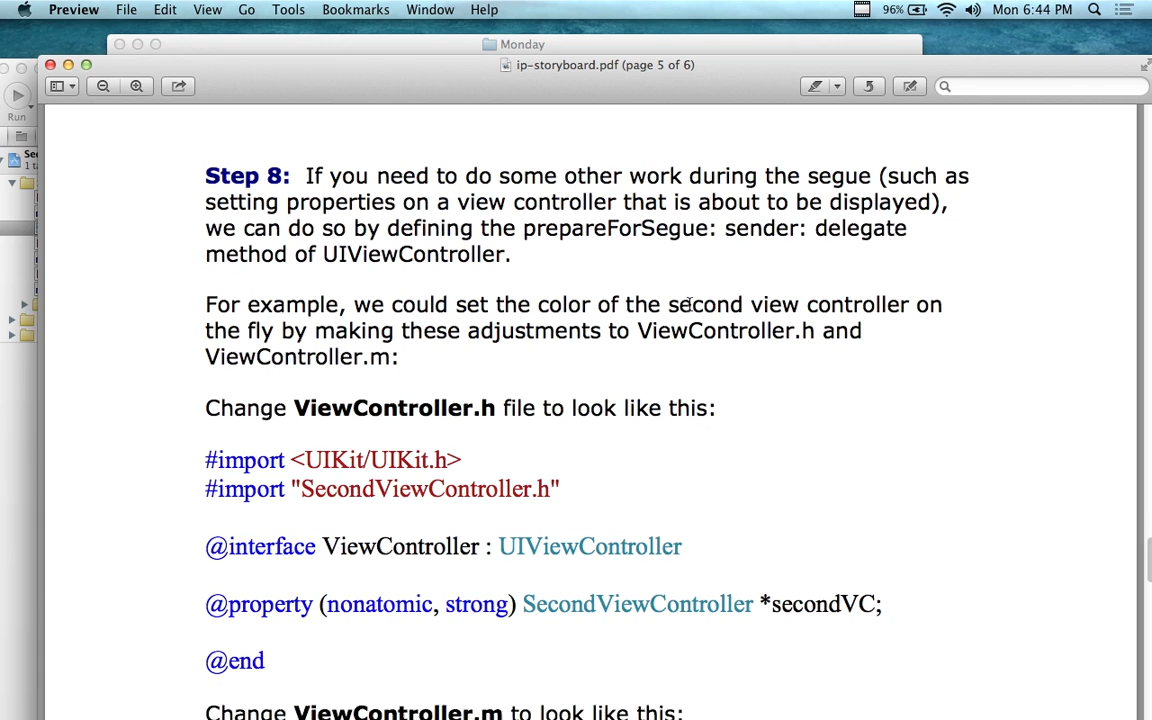 Preview File Edit View Go Tools Bookmarks Window Help 96% Mon 6:44 PM
Monday
ip-storyboard.pdf (page 5 of 6)
Run
Step 8: If you need to do some other work during the segue (such as
setting properties on a view controller that is about to be displayed),
we can do so by defining the prepareForSegue: sender: delegate
method of UIViewController.
For example, we could set the color of the second view controller on
the fly by making these adjustments to ViewController.h and
ViewController.m:
Change ViewController.h file to look like this:
#import <UIKit/UIKit.h>
#import "SecondViewController.h"
@interface ViewController : UIViewController
@property (nonatomic, strong) SecondViewController *secondVC;
@end
Change ViewController.m to look like this: